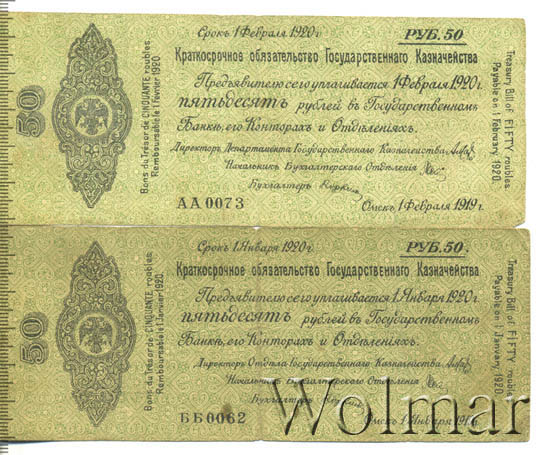 Срокъ 1 Февраля 1920 г.
РУБ. 50
Краткосрочное обязательство Государственнаго Казначейства
Предъявителю сего уплачивается 1 Февраля 1920 г.
пятьдесятъ рублей въ Государственномъ
Банкѣ, его Конторахъ и Отдѣленіяхъ.
Директоръ Департамента Государственнаго Казначейства
Начальникъ Бухгалтерскаго Отдѣленія
Бухгалтеръ
АА 0073
Омскъ 1 Февраля 1919 г.
50
Bons du Trésor de CINQUANTE roubles
Remboursable le 1 février 1920
Treasury Bill of FIFTY roubles
Payable on 1 February 1920.
Срокъ 1 Января 1920 г.
РУБ. 50
Краткосрочное обязательство Государственнаго Казначейства
Предъявителю сего уплачивается 1 Января 1920 г.
пятьдесятъ рублей въ Государственномъ
Банкѣ, его Конторахъ и Отдѣленіяхъ.
Директоръ Отдѣла Государственнаго Казначейства
Начальникъ Бухгалтерскаго Отдѣленія
Бухгалтеръ
ББ 0062
Омскъ 1 Января
50
Bons du Trésor de CINQUANTE roubles
Remboursable le 1 Janvier 1920.
Treasury Bill of FIFTY roubles
Payable on 1 January 1920.
Wolmar